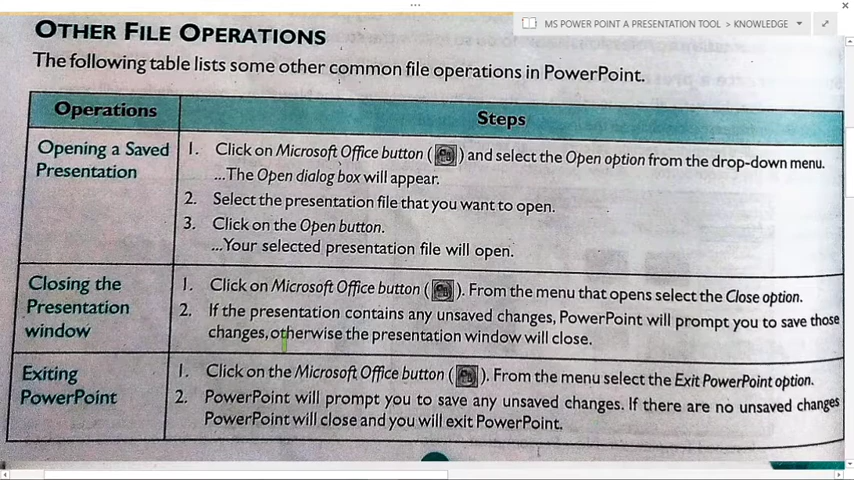 MS POWER POINT A PRESENTATION TOOL > KNOWLEDGE
OTHER FILE OPERATIONS
The following table lists some other common file operations in PowerPoint.
Operations
Steps
Opening a Saved Presentation
1. Click on Microsoft Office button ( ) and select the Open option from the drop-down menu.
...The Open dialog box will appear.
2. Select the presentation file that you want to open.
3. Click on the Open button.
...Your selected presentation file will open.
Closing the Presentation window
1. Click on Microsoft Office button ( ). From the menu that opens select the Close option.
2. If the presentation contains any unsaved changes, PowerPoint will prompt you to save those
changes, otherwise the presentation window will close.
Exiting PowerPoint
1. Click on the Microsoft Office button ( ). From the menu select the Exit PowerPoint option.
2. PowerPoint will prompt you to save any unsaved changes. If there are no unsaved changes
PowerPoint will close and you will exit PowerPoint.